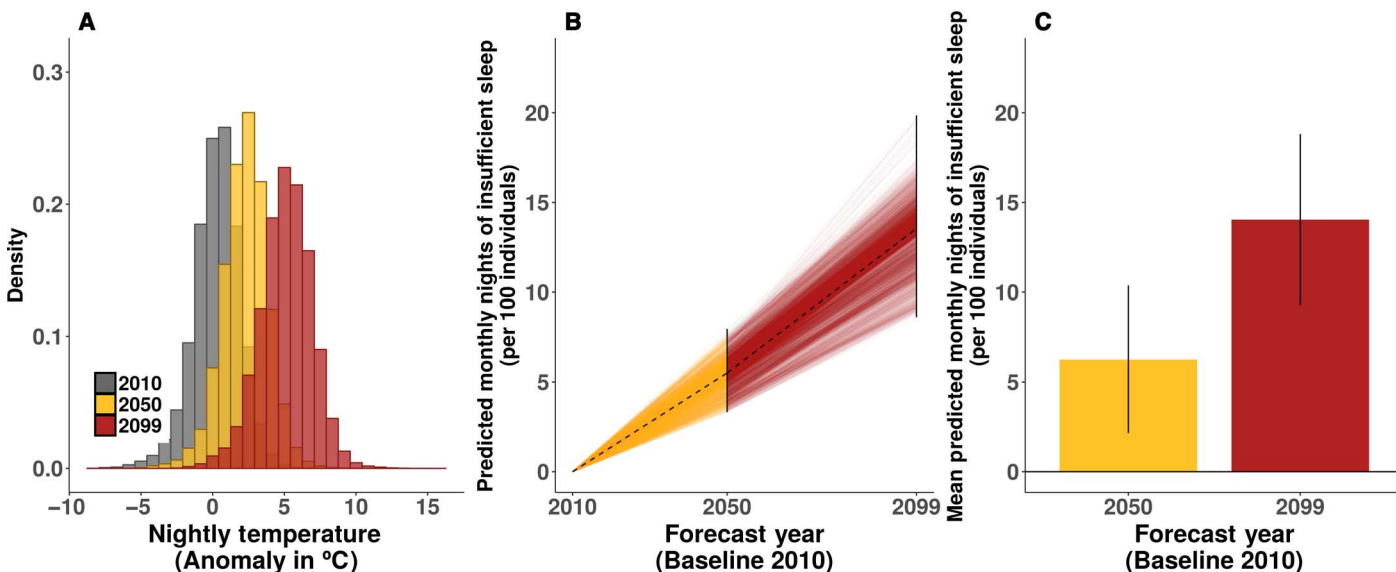 A
Density
0.3
0.2
0.1
0.0
2010
2050
2099
−10
−5
0
5
10
15
Nightly temperature
(Anomaly in ºC)
B
Predicted monthly nights of insufficient sleep
(per 100 individuals)
20
15
10
5
0
2010
2050
2099
Forecast year
(Baseline 2010)
C
Mean predicted monthly nights of insufficient sleep
(per 100 individuals)
20
15
10
5
0
2050
2099
Forecast year
(Baseline 2010)